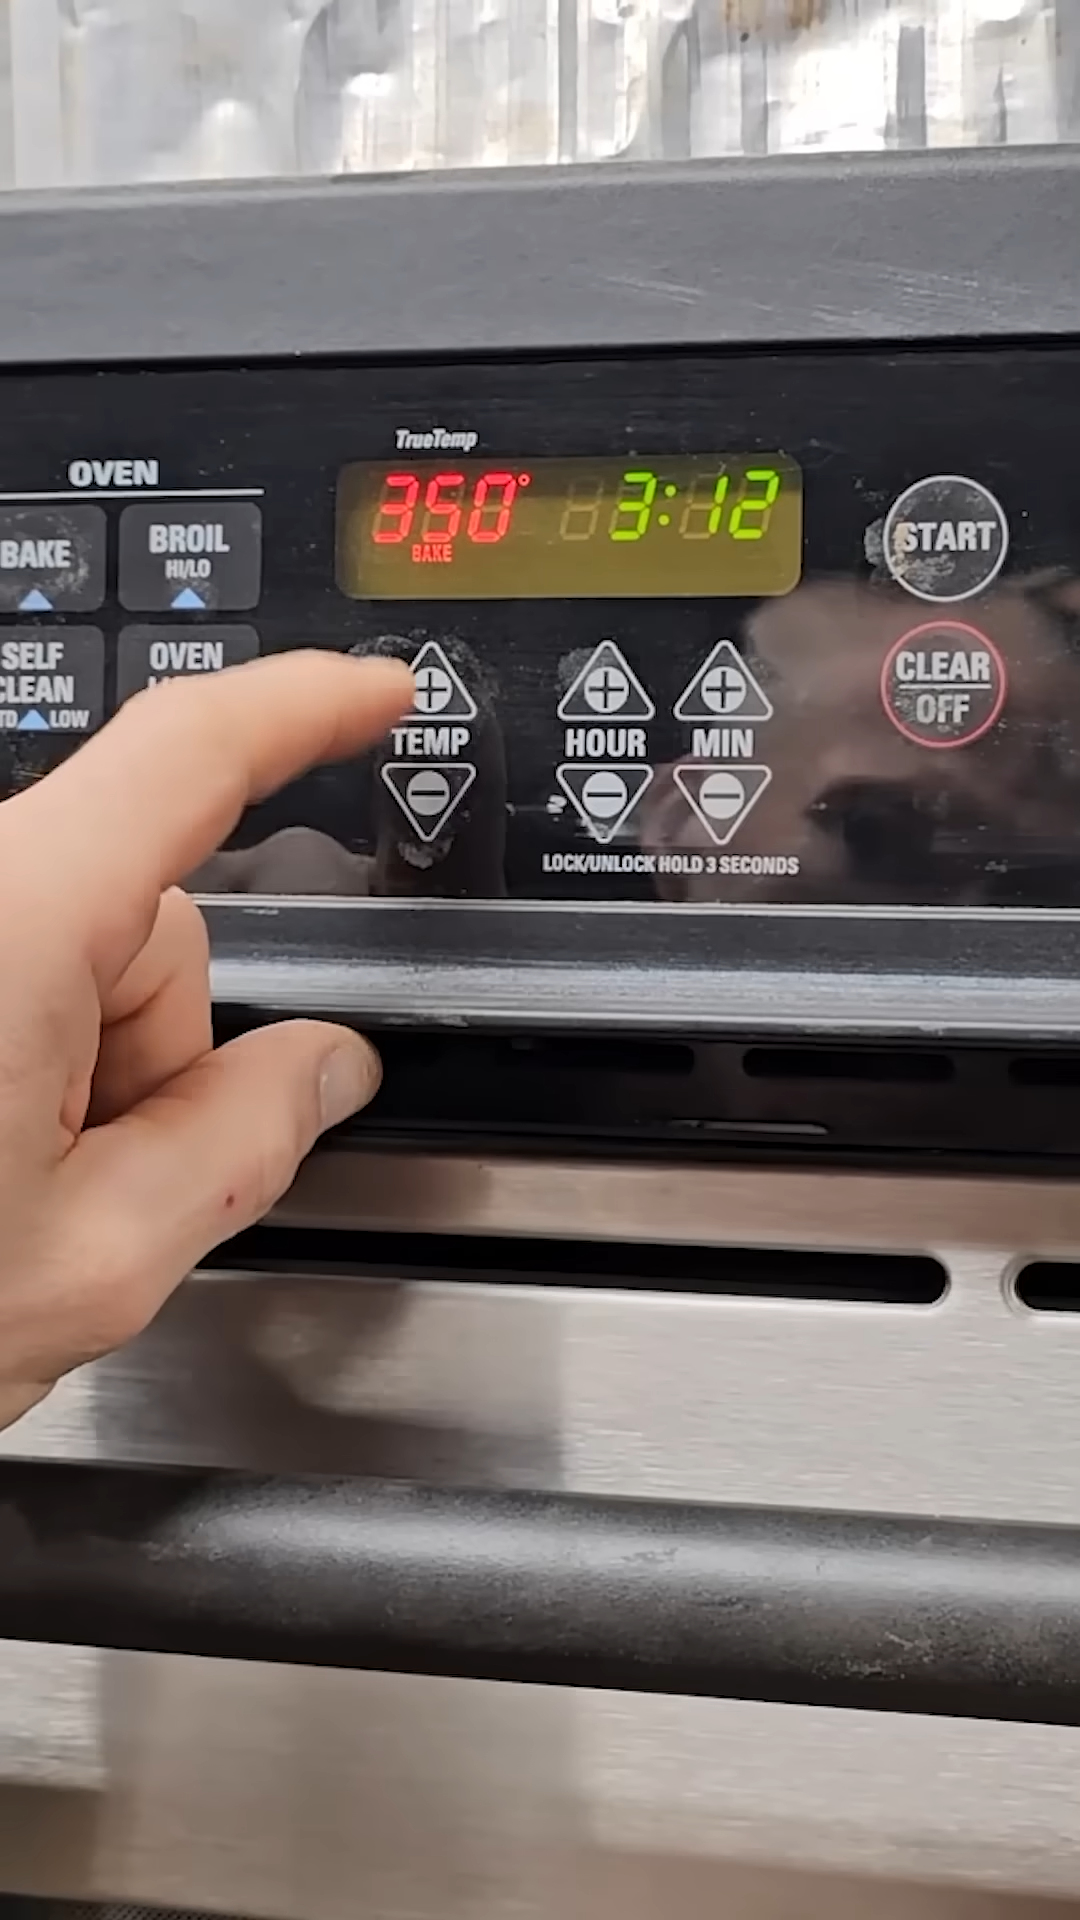 TrueTemp
OVEN
350° 3:12
BAKE
BAKE
BROIL
HI/LO
START
SELF
CLEAN
LOW
OVEN
CLEAR
OFF
TEMP
HOUR
MIN
LOCK/UNLOCK HOLD 3 SECONDS